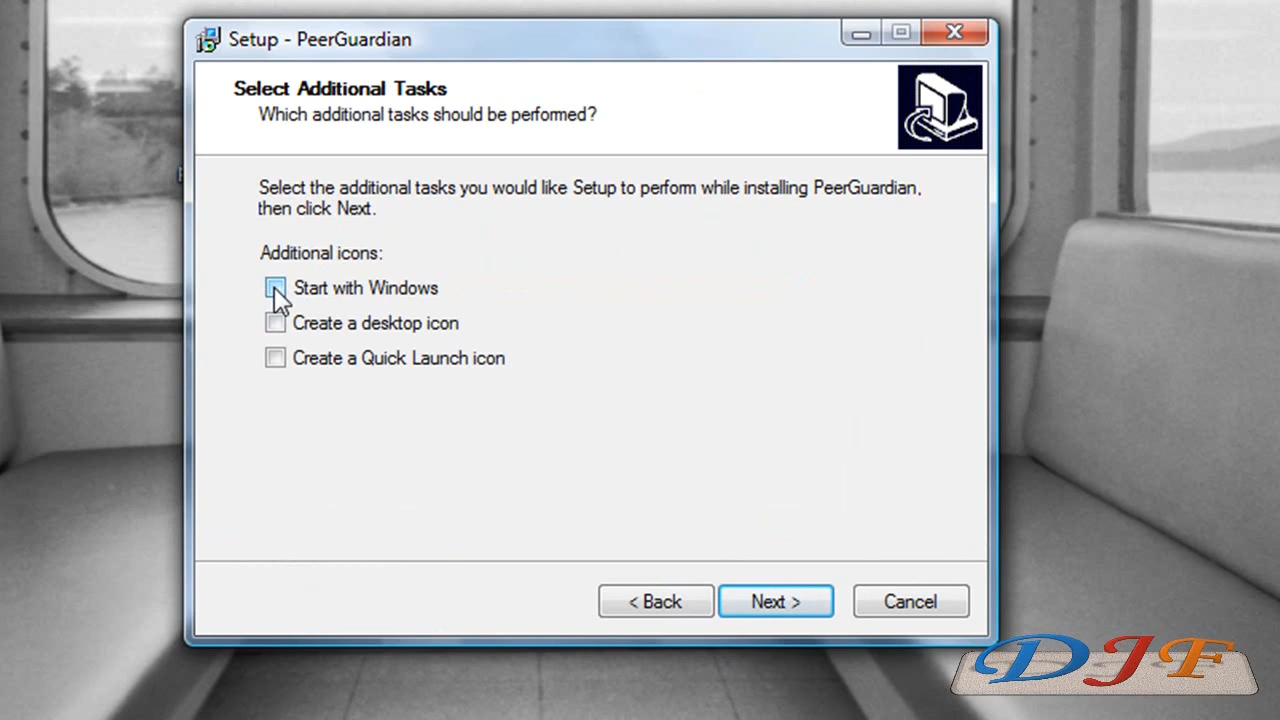 Setup - PeerGuardian
Select Additional Tasks
Which additional tasks should be performed?
Select the additional tasks you would like Setup to perform while installing PeerGuardian,
then click Next.
Additional icons:
Start with Windows
Create a desktop icon
Create a Quick Launch icon
< Back
Next >
Cancel
DJF